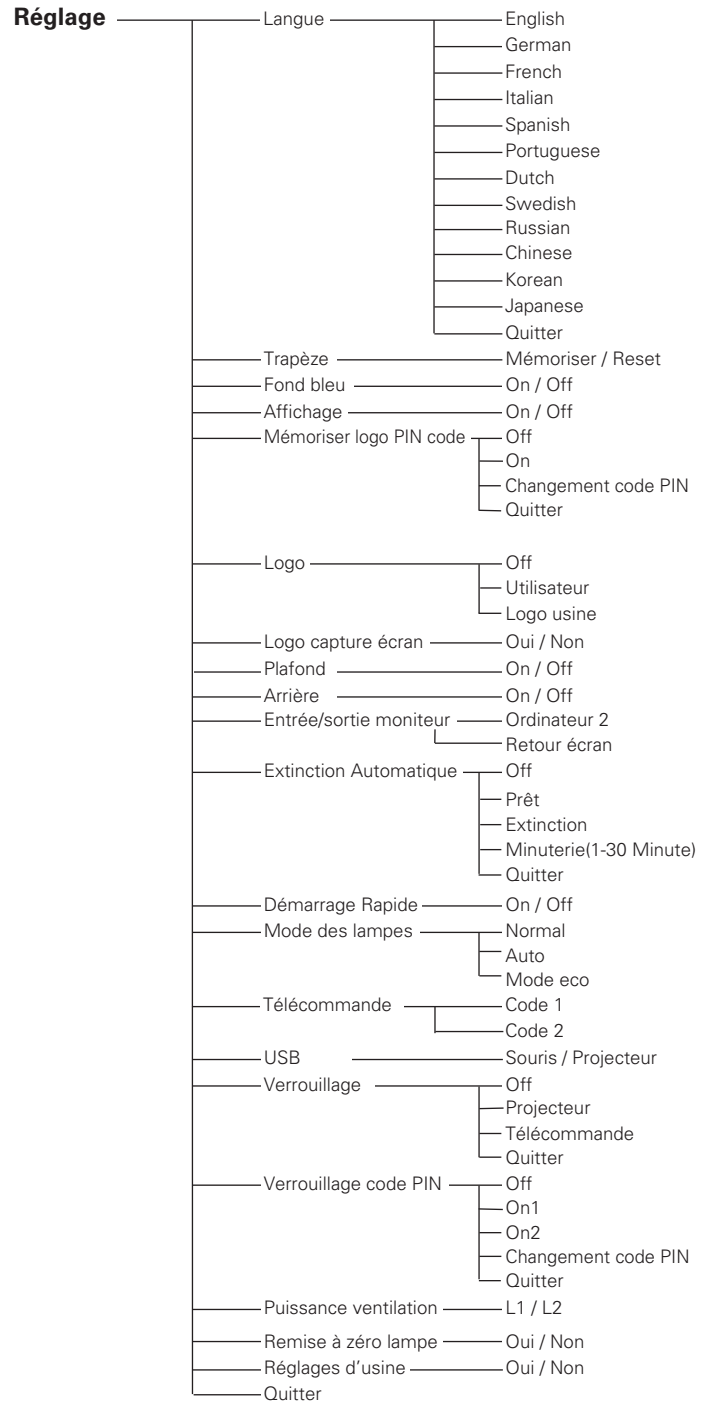 Réglage Langue English
German
French
Italian
Spanish
Portuguese
Dutch
Swedish
Russian
Chinese
Korean
Japanese
Quitter
Trapèze Mémoriser / Reset
Fond bleu On / Off
Affichage On / Off
Mémoriser logo PIN code Off
On
Changement code PIN
Quitter
Logo Off
Utilisateur
Logo usine
Logo capture écran Oui / Non
Plafond On / Off
Arrière On / Off
Entrée/sortie moniteur Ordinateur 2
Retour écran
Extinction Automatique Off
Prêt
Extinction
Minuterie(1-30 Minute)
Quitter
Démarrage Rapide On / Off
Mode des lampes Normal
Auto
Mode eco
Télécommande Code 1
Code 2
USB Souris / Projecteur
Verrouillage Off
Projecteur
Télécommande
Quitter
Verrouillage code PIN Off
On1
On2
Changement code PIN
Quitter
Puissance ventilation L1 / L2
Remise à zéro lampe Oui / Non
Réglages d’usine Oui / Non
Quitter